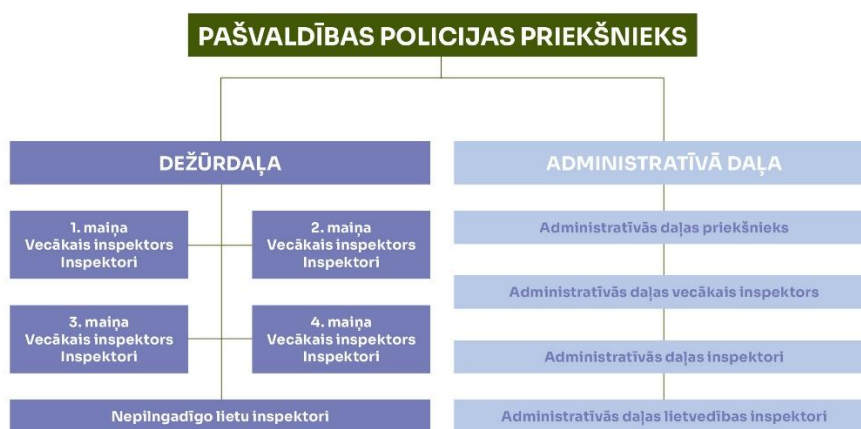 PAŠVALDĪBAS POLICIJAS PRIEKŠNIEKS
DEŽŪRDAĻA
1. maiņa
Vecākais inspektors
Inspektori
2. maiņa
Vecākais inspektors
Inspektori
3. maiņa
Vecākais inspektors
Inspektori
4. maiņa
Vecākais inspektors
Inspektori
Nepilngadīgo lietu inspektori
ADMINISTRATĪVĀ DAĻA
Administratīvās daļas priekšnieks
Administratīvās daļas vecākais inspektors
Administratīvās daļas inspektori
Administratīvās daļas lietvedības inspektori